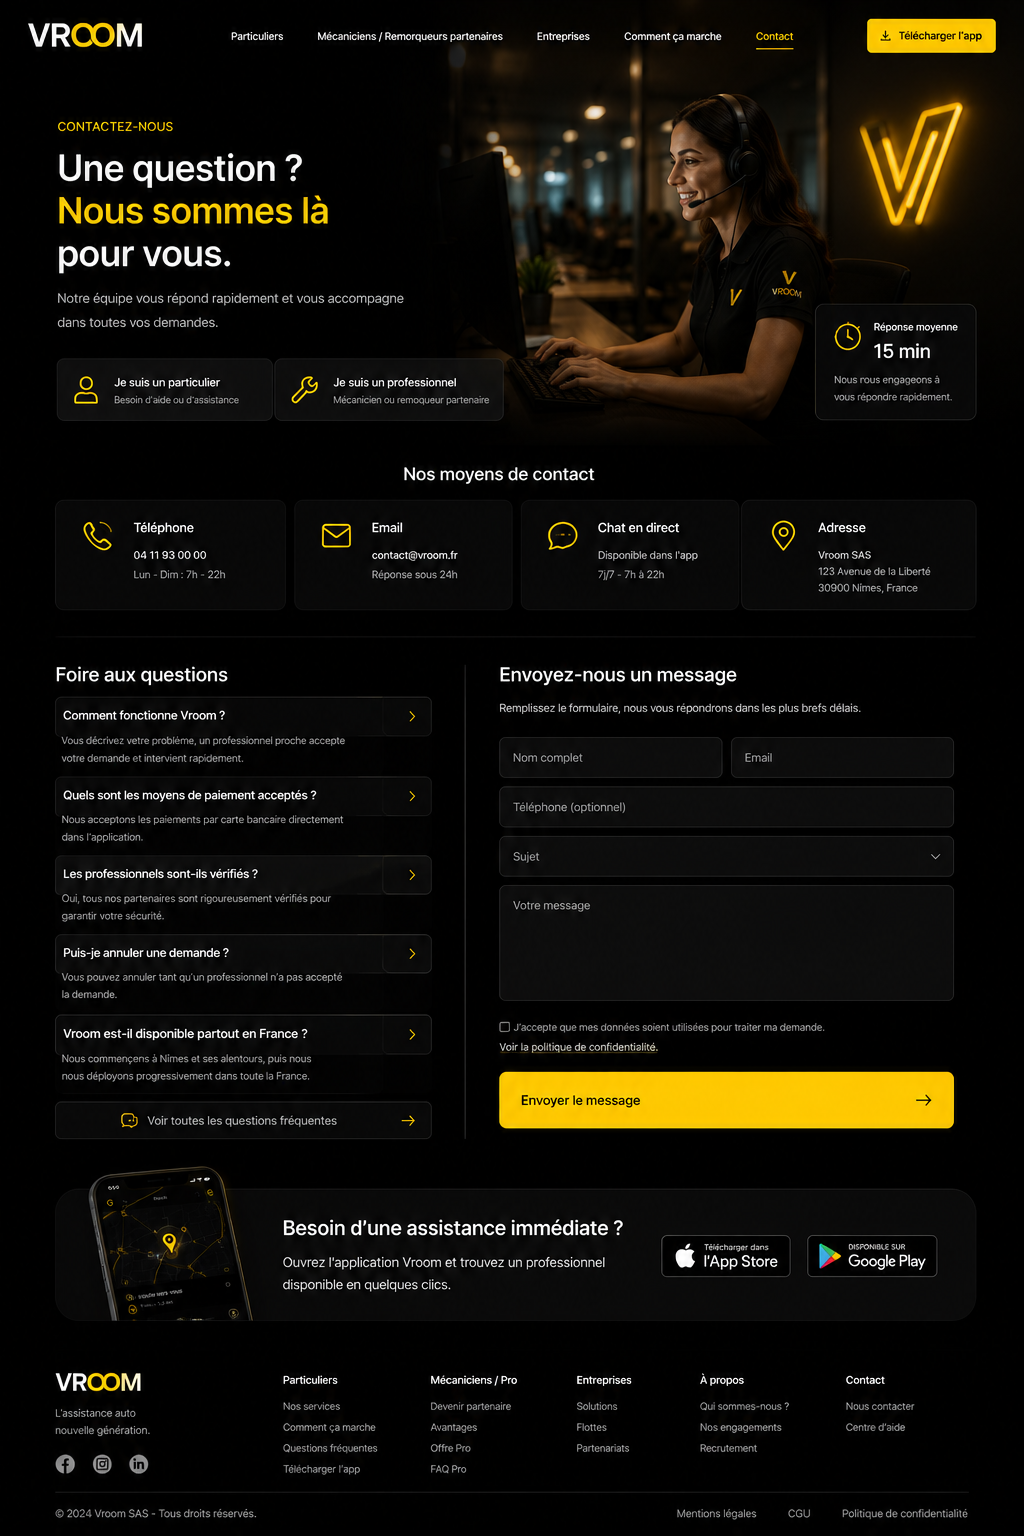 VROOM
Particuliers
Mécaniciens / Remorqueurs partenaires
Entreprises
Comment ça marche
Contact
Télécharger l'app
CONTACTEZ-NOUS
Une question ?
Nous sommes là
pour vous.
Notre équipe vous répond rapidement et vous accompagne
dans toutes vos demandes.
Je suis un particulier
Besoin d'aide ou d'assistance
Je suis un professionnel
Mécanicien ou remoqueur partenaire
VROOM
Réponse moyenne
15 min
Nous rous engageons à
vous répondre rapidement.
Nos moyens de contact
Téléphone
04 11 93 00 00
Lun - Dim : 7h - 22h
Email
contact@vroom.fr
Réponse sous 24h
Chat en direct
Disponible dans l'app
7j/7 - 7h à 22h
Adresse
Vroom SAS
123 Avenue de la Liberté
30900 Nîmes, France
Foire aux questions
Comment fonctionne Vroom ?
Vous décrivez vetre problème, un professionnel proche accepte
votre demande et intervient rapidement.
Quels sont les moyens de paiement acceptés ?
Nous acceptons les paiements par carte bancaire directement
dans l'application.
Les professionnels sont-ils vérifiés ?
Oui, tous nos partenaires sont rigoureusement vérifiés pour
garantir votre sécurité.
Puis-je annuler une demande ?
Vous pouvez annuler tant qu'un professionnel n'a pas accepté
la demande.
Vroom est-il disponible partout en France ?
Nous commençens à Nîmes et ses alentours, puis nous
nous déployons progressivement dans toute la France.
Voir toutes les questions fréquentes
Envoyez-nous un message
Remplissez le formulaire, nous vous répondrons dans les plus brefs délais.
Nom complet
Email
Téléphone (optionnel)
Sujet
Votre message
J'accepte que mes données soient utilisées pour traiter ma demande.
Voir la politique de confidentialité.
Envoyer le message
Besoin d'une assistance immédiate ?
Ouvrez l'application Vroom et trouvez un professionnel
disponible en quelques clics.
Télécharger dans
l'App Store
DISPONIBLE SUR
Google Play
VROOM
L'assistance auto
nouvelle génération.
Particuliers
Nos services
Comment ça marche
Questions fréquentes
Télécharger l'app
Mécaniciens / Pro
Devenir partenaire
Avantages
Offre Pro
FAQ Pro
Entreprises
Solutions
Flottes
Partenariats
À propos
Qui sommes-nous ?
Nos engagements
Recrutement
Contact
Nous contacter
Centre d'aide
© 2024 Vroom SAS - Tous droits réservés.
Mentions légales
CGU
Politique de confidentialité